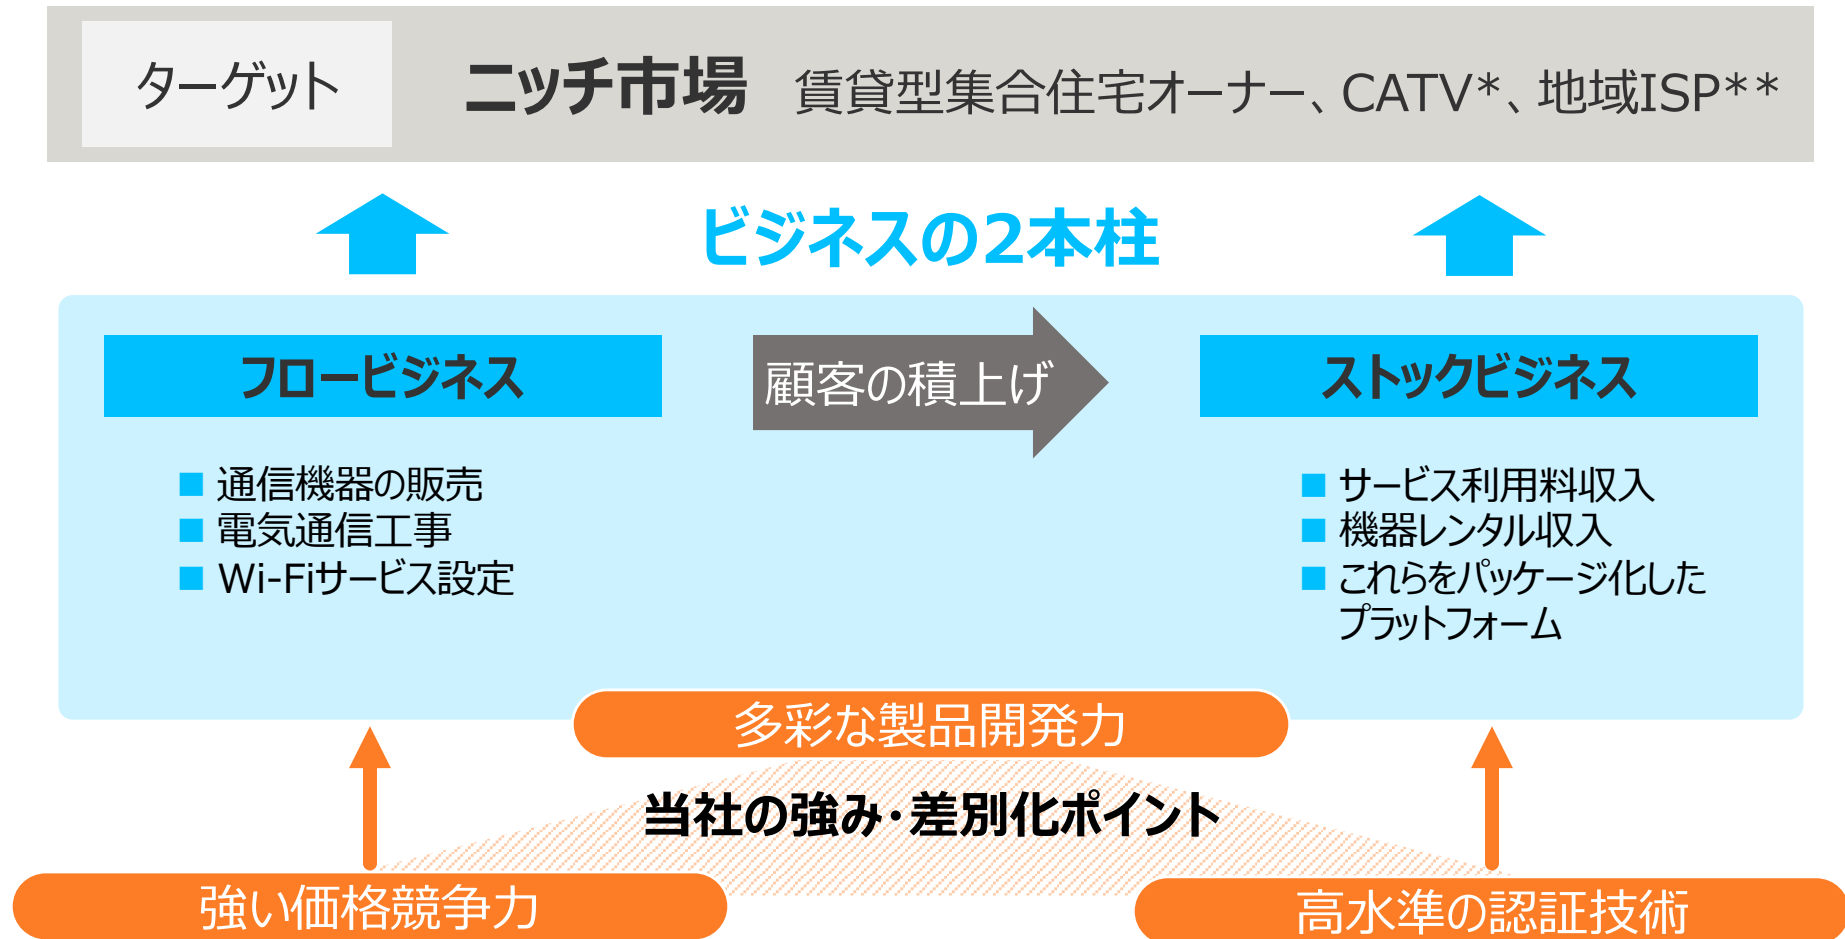 ターゲット
ニッチ市場 賃貸型集合住宅オーナー、CATV*、地域ISP**
ビジネスの2本柱
フロービジネス
顧客の積上げ
ストックビジネス
通信機器の販売
電気通信工事
Wi-Fiサービス設定
サービス利用料収入
機器レンタル収入
これらをパッケージ化した
プラットフォーム
多彩な製品開発力
当社の強み・差別化ポイント
強い価格競争力
高水準の認証技術